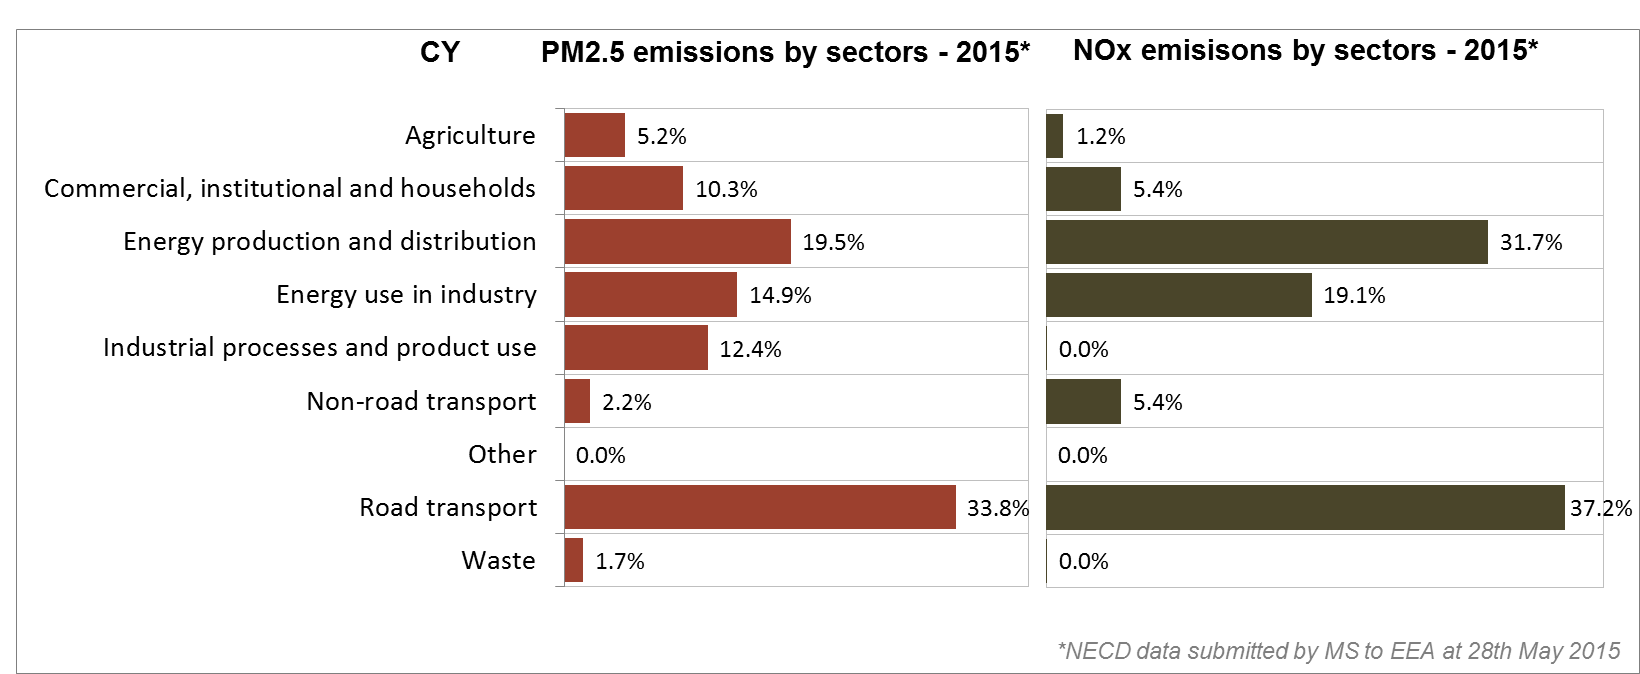 CY PM2.5 emissions by sectors - 2015* NOx emisisons by sectors - 2015*
Agriculture 5.2% 1.2%
Commercial, institutional and households 10.3% 5.4%
Energy production and distribution 19.5% 31.7%
Energy use in industry 14.9% 19.1%
Industrial processes and product use 12.4% 0.0%
Non-road transport 2.2% 5.4%
Other 0.0% 0.0%
Road transport 33.8% 37.2%
Waste 1.7% 0.0%
*NECD data submitted by MS to EEA at 28th May 2015